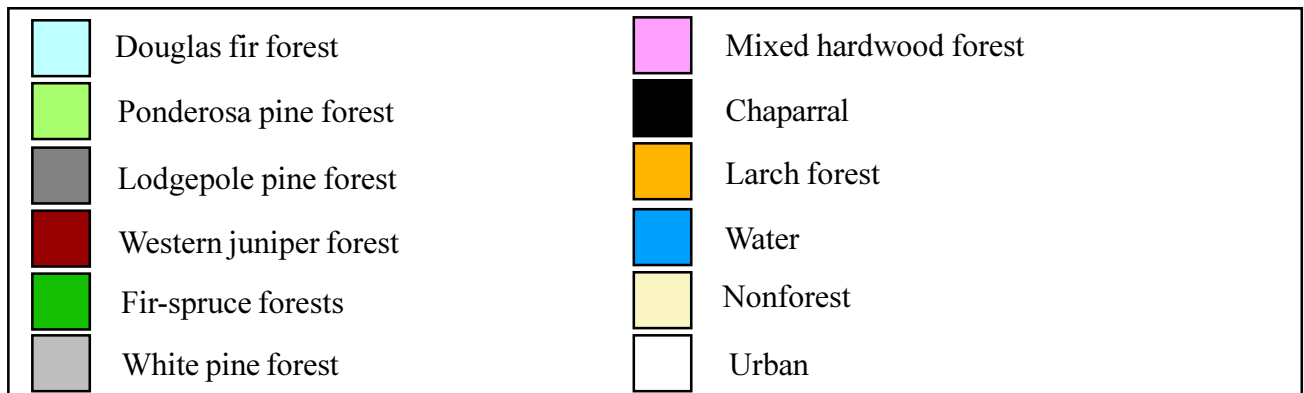 Douglas fir forest
Ponderosa pine forest
Lodgepole pine forest
Western juniper forest
Fir-spruce forests
White pine forest
Mixed hardwood forest
Chaparral
Larch forest
Water
Nonforest
Urban